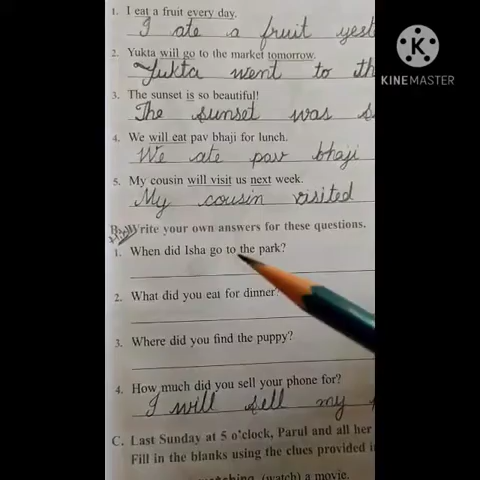 1. I eat a fruit every day.
I ate a fruit yest
2. Yukta will go to the market tomorrow.
Yukta went to th
3. The sunset is so beautiful!
The sunset was s
4. We will eat pav bhaji for lunch.
We ate pav bhaji
5. My cousin will visit us next week.
My cousin visited
B. Write your own answers for these questions.
1. When did Isha go to the park?
2. What did you eat for dinner?
3. Where did you find the puppy?
4. How much did you sell your phone for?
I will sell my
C. Last Sunday at 5 o'clock, Parul and all her
Fill in the blanks using the clues provided i
(watch) a movie.
KINEMASTER